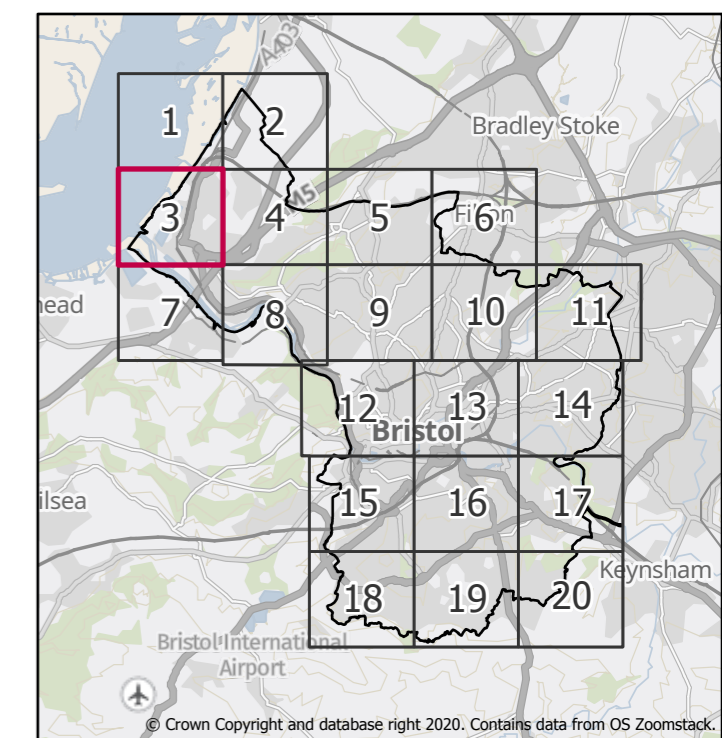 A403
1
2
Bradley Stoke
M5
3
4
5
Filton
6
head
7
8
9
10
11
12
13
14
Bristol
ilsea
15
16
17
Keynsham
18
19
20
Bristol International
Airport
© Crown Copyright and database right 2020. Contains data from OS Zoomstack.